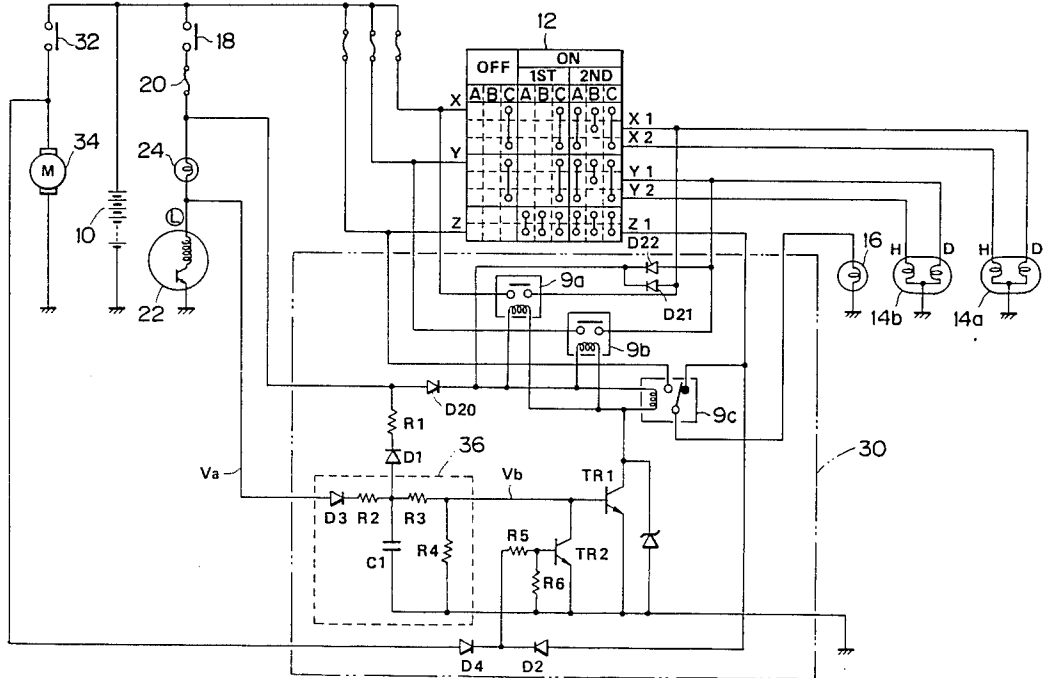 32
18
12
OFF
ON
1ST
2ND
A B C A B C A B C
20
X
X 1
X 2
34
24
M
Y
Y 1
Y 2
L
10
Z
Z 1
D22
16
H D
H D
22
9a
D21
14b
14a
9b
D20
9c
R1
D1
36
30
Va
TR1
Vb
D3
R2
R3
R5
TR2
C1
R4
R6
D4
D2